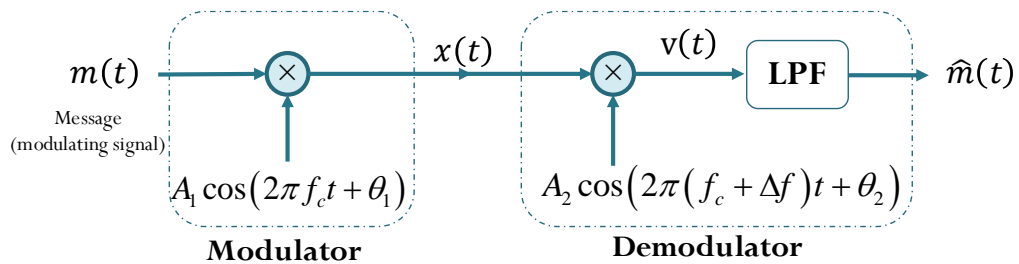 m(t) × x(t) × v(t) LPF m̂(t)
Message
(modulating signal)
A₁ cos(2πf_c t + θ₁) A₂ cos(2π(f_c + Δf)t + θ₂)
Modulator Demodulator